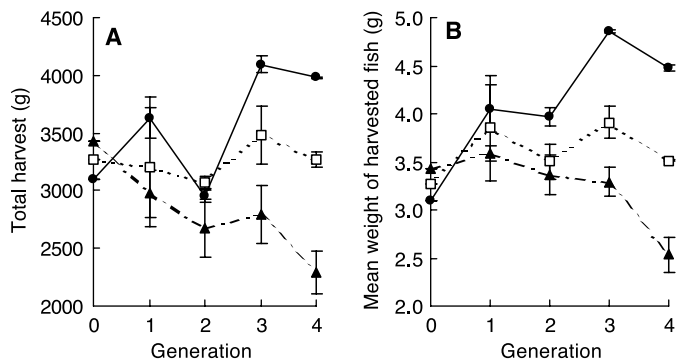 A
Total harvest (g)
4500
4000
3500
3000
2500
2000
0 1 2 3 4
Generation
B
Mean weight of harvested fish (g)
5.0
4.5
4.0
3.5
3.0
2.5
2.0
0 1 2 3 4
Generation